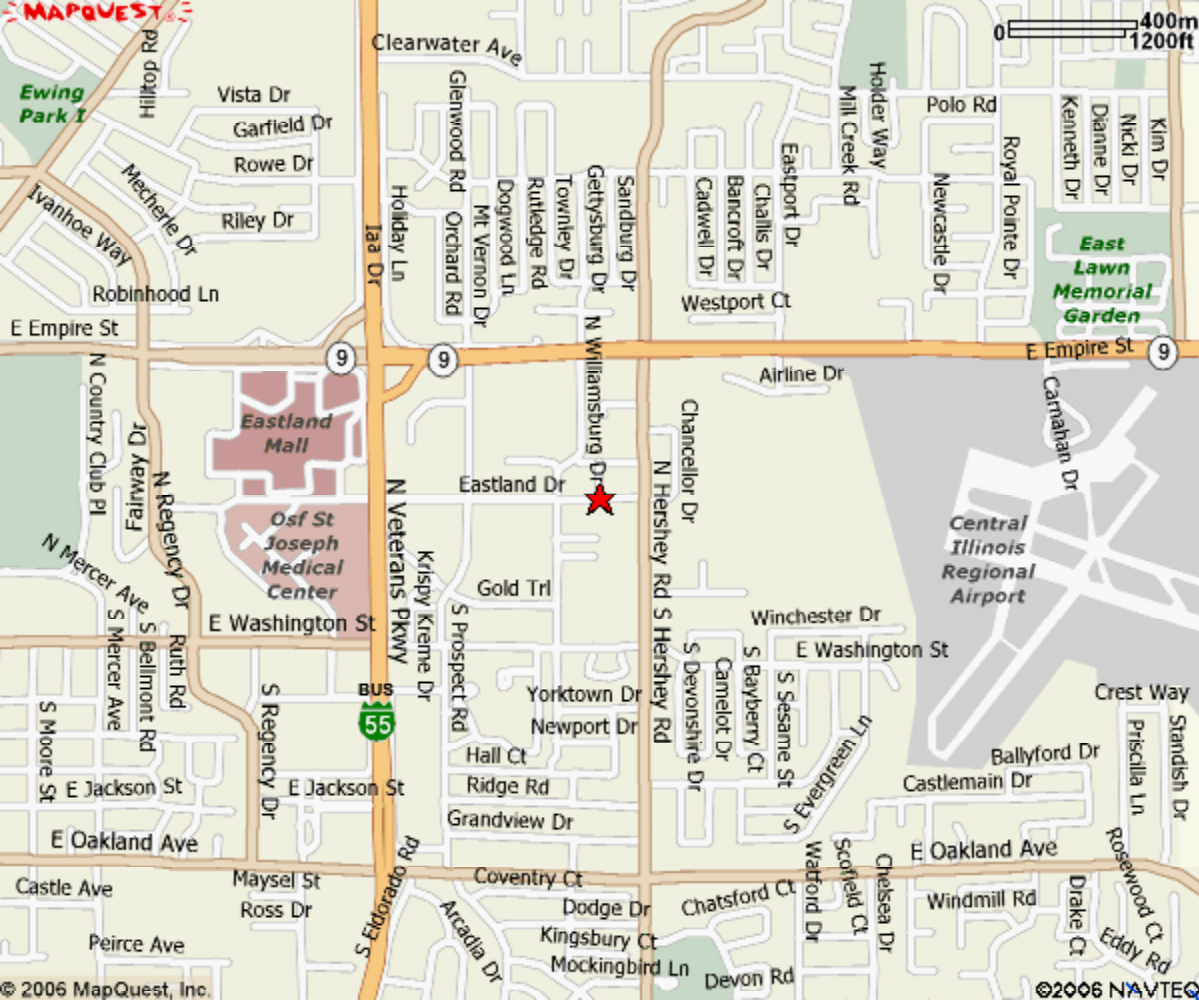 MAPQUEST
0 400m
1200ft
Hilltop Rd
Clearwater Ave
Ewing
Park I
Vista Dr
Garfield Dr
Rowe Dr
Mecherle Dr
Ivanhoe Way
Riley Dr
Robinhood Ln
E Empire St
Iaa Dr
Holiday Ln
Glenwood Rd
Orchard Rd
Mt Vernon Dr
Dogwood Ln
Rutledge Rd
Townley Dr
Gettysburg Dr
Sandburg Dr
Cadwell Dr
Bancroft Dr
Challis Dr
Eastport Dr
Mill Creek Rd
Holder Way
Polo Rd
Newcastle Dr
Royal Pointe Dr
Kenneth Dr
Dianne Dr
Nicki Dr
Kim Dr
East
Lawn
Memorial
Garden
Westport Ct
9
9
E Empire St
9
Airline Dr
Carnahan Dr
N Williamsburg Dr
Chancellor Dr
N Country Club Pl
Fairway Dr
N Regency Dr
Eastland
Mall
Eastland Dr
N Veterans Pkwy
N Hershey Rd
Osf St
Joseph
Medical
Center
Central
Illinois
Regional
Airport
N Mercer Ave
Krispy Kreme Dr
Gold Trl
E Washington St
S Mercer Ave
S Bellmont Rd
Ruth Rd
S Prospect Rd
S Hershey Rd
Winchester Dr
E Washington St
S Devonshire Dr
Camelot Dr
S Bayberry Ct
S Sesame St
S Evergreen Ln
Yorktown Dr
Newport Dr
BUS
55
S Moore St
S Regency Dr
Hall Ct
Ridge Rd
E Jackson St
E Jackson St
Grandview Dr
Crest Way
Priscilla Ln
Standish Dr
Ballyford Dr
Castlemain Dr
E Oakland Ave
E Oakland Ave
Castle Ave
Maysel St
Ross Dr
Peirce Ave
S Eldorado Rd
Arcadia Dr
Coventry Ct
Dodge Dr
Kingsbury Ct
Mockingbird Ln
Chatsford Ct
Devon Rd
Watford Dr
Scofield Ct
Chelsea Dr
Windmill Rd
Drake Ct
Rosewood Ct
Eddy Rd
© 2006 MapQuest, Inc.
©2006 NAVTEQ